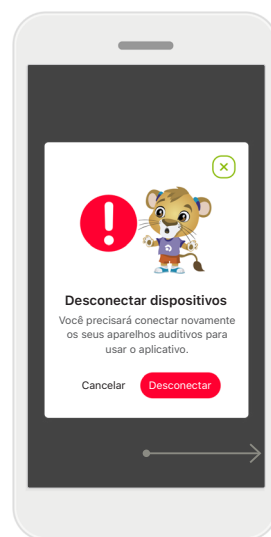 Desconectar dispositivos
Você precisará conectar novamente
os seus aparelhos auditivos para
usar o aplicativo.
Cancelar Desconectar